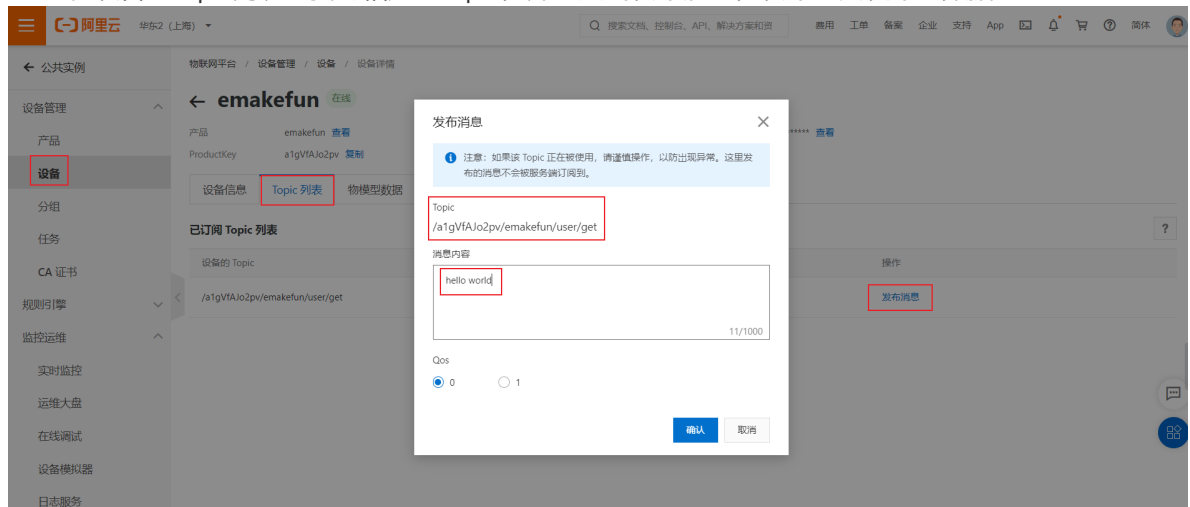 阿里云
华东2 (上海)
搜索文档、控制台、API、解决方案和资
费用 工单 备案 企业 支持 App 简体
公共实例
物联网平台 / 设备管理 / 设备 / 设备详情
设备管理
emakefun 在线
发布消息
产品
产品 emakefun 查看
***** 查看
ProductKey a1gVfAJo2pv 复制
注意：如果该 Topic 正在被使用，请谨慎操作，以防出现异常。这里发
布的消息不会被服务端订阅到。
设备
设备信息 Topic 列表 物模型数据
分组
Topic
/a1gVfAJo2pv/emakefun/user/get
已订阅 Topic 列表
?
任务
消息内容
设备的 Topic
操作
CA 证书
hello world
/a1gVfAJo2pv/emakefun/user/get
发布消息
规则引擎
11/1000
监控运维
Qos
实时监控
0 1
运维大盘
确认 取消
在线调试
设备模拟器
日志服务